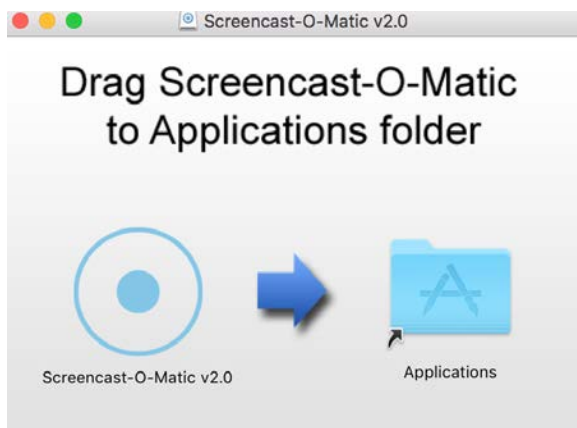 Screencast-O-Matic v2.0
Drag Screencast-O-Matic
to Applications folder
Screencast-O-Matic v2.0
Applications